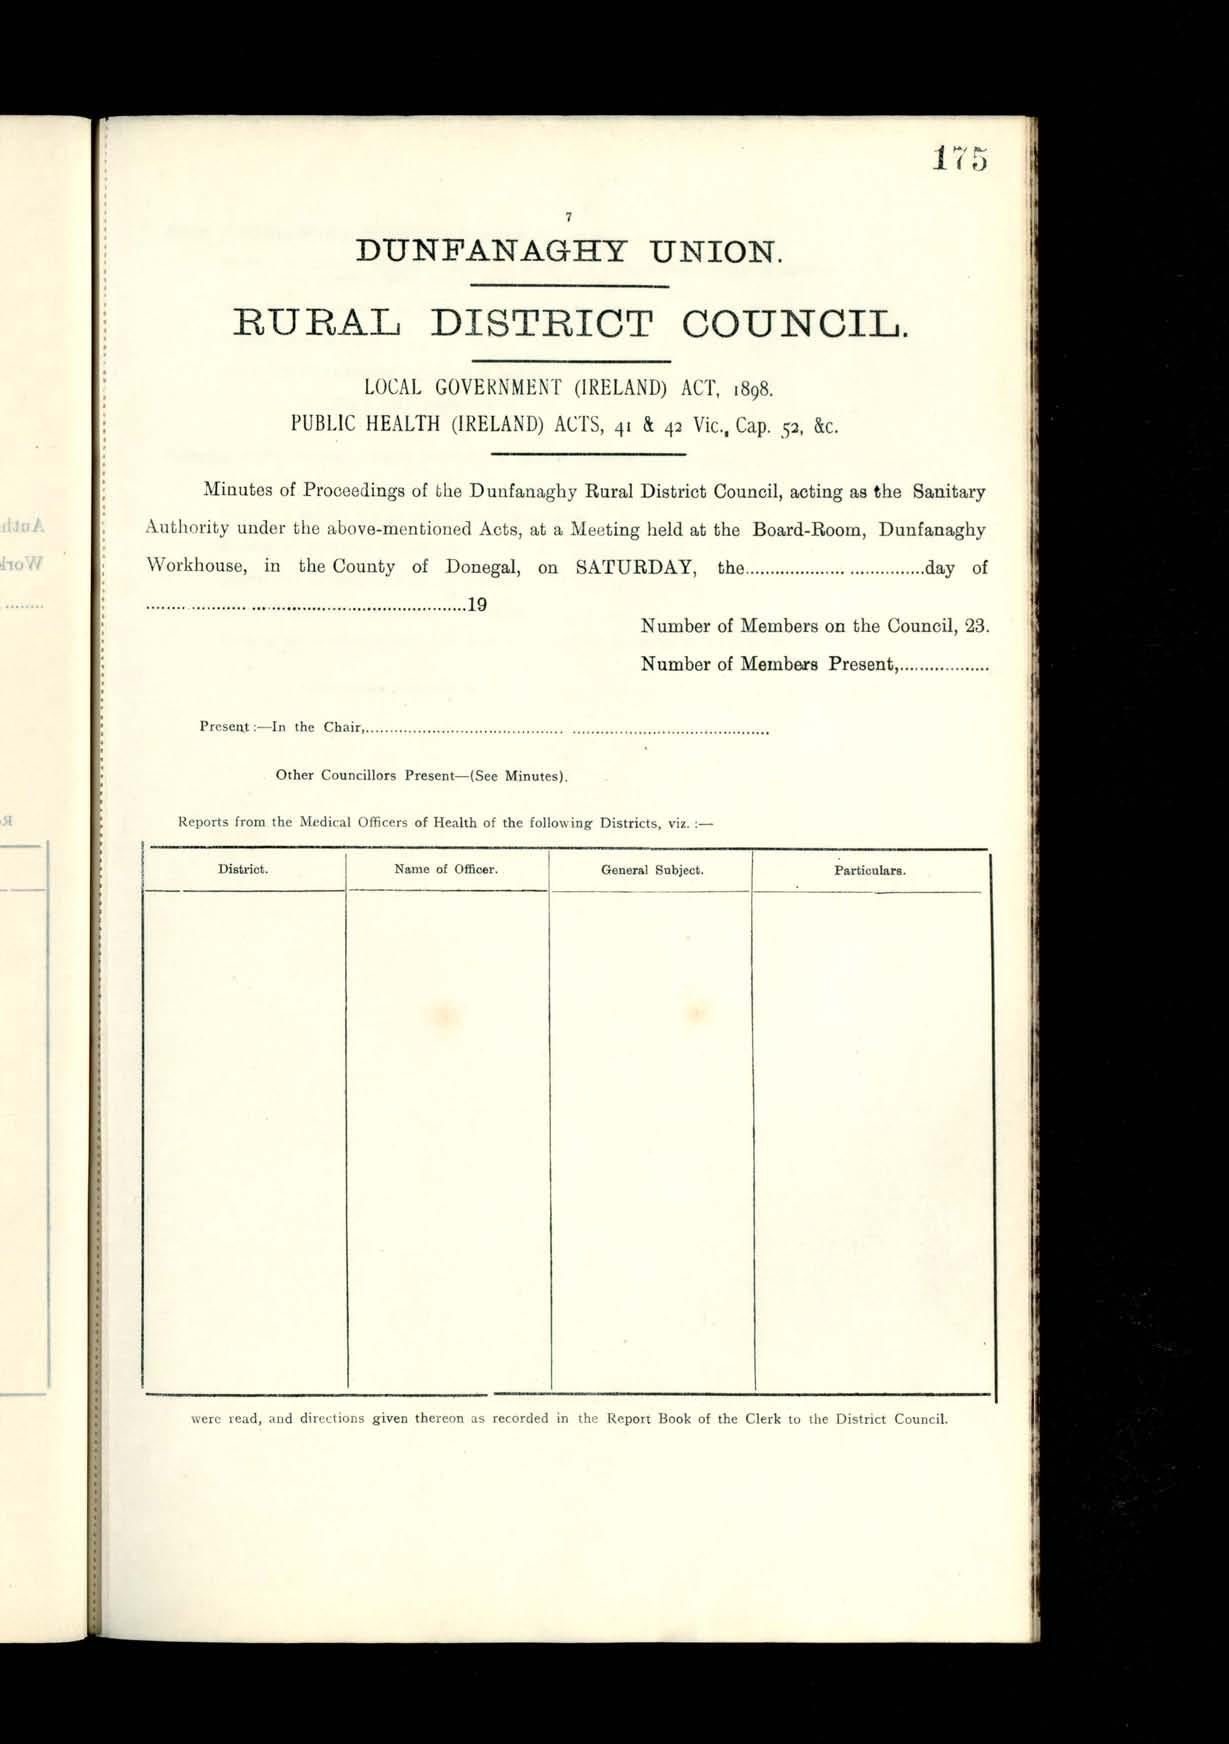 175
7
DUNFANAGHY UNION.
RURAL DISTRICT COUNCIL.
LOCAL GOVERNMENT (IRELAND) ACT, 1898.
PUBLIC HEALTH (IRELAND) ACTS, 41 & 42 Vic., Cap. 52, &c.
Minutes of Proceedings of the Dunfanaghy Rural District Council, acting as the Sanitary
Authority under the above-mentioned Acts, at a Meeting held at the Board-Room, Dunfanaghy
Workhouse, in the County of Donegal, on SATURDAY, the....................................day of
................................................................19
Number of Members on the Council, 23.
Number of Members Present,..................
Present :—In the Chair,....................................................................................
Other Councillors Present—(See Minutes).
Reports from the Medical Officers of Health of the following Districts, viz. :—
District. Name of Officer. General Subject. Particulars.
were read, and directions given thereon as recorded in the Report Book of the Clerk to the District Council.